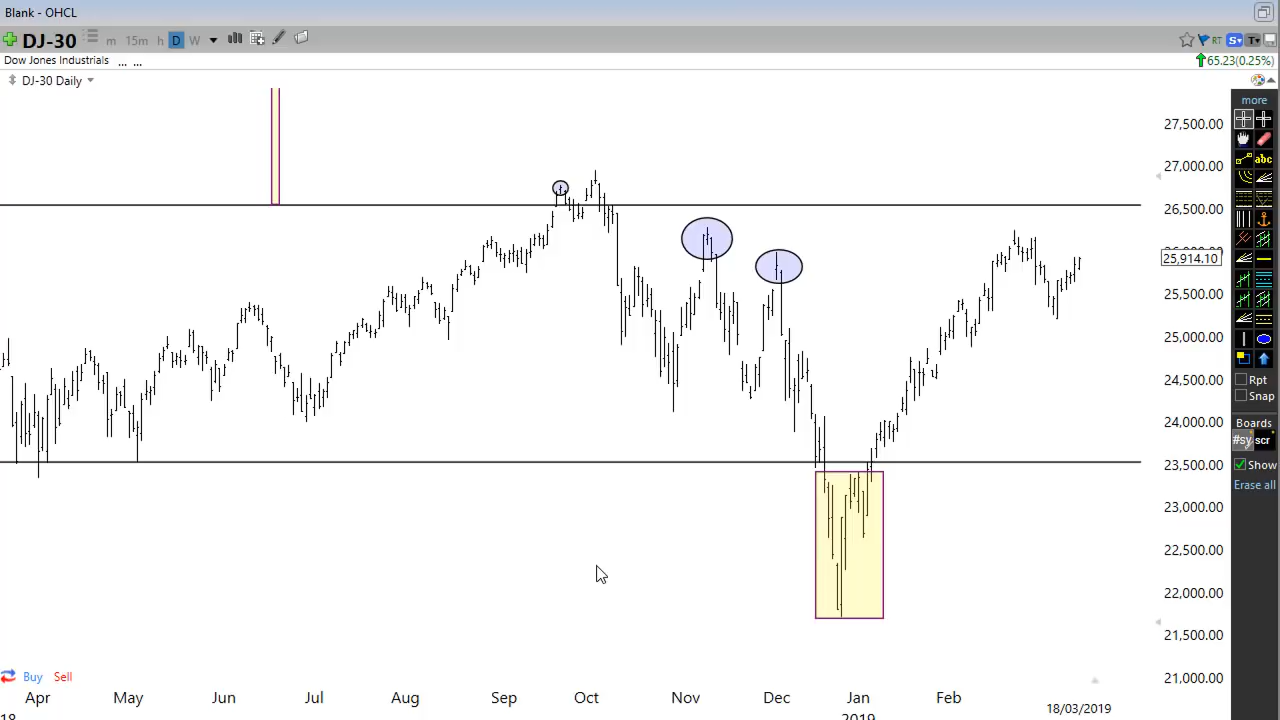 Blank - OHCL
DJ-30 m 15m h D W RT S T
Dow Jones Industrials ... ... 65.23(0.25%)
DJ-30 Daily
more
abc
27,500.00
27,000.00
26,500.00
25,914.10
25,500.00
25,000.00
24,500.00
24,000.00
23,500.00
23,000.00
22,500.00
22,000.00
21,500.00
21,000.00
Rpt
Snap
Boards
#sy scr
Show
Erase all
Buy Sell
Apr May Jun Jul Aug Sep Oct Nov Dec Jan Feb
18 2019 18/03/2019